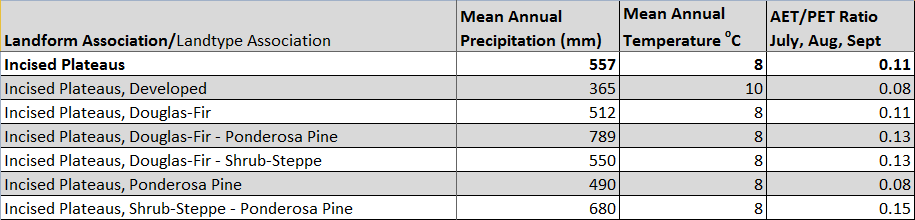 Landform Association/Landtype Association Mean Annual Precipitation (mm) Mean Annual Temperature °C AET/PET Ratio July, Aug, Sept
Incised Plateaus 557 8 0.11
Incised Plateaus, Developed 365 10 0.08
Incised Plateaus, Douglas-Fir 512 8 0.11
Incised Plateaus, Douglas-Fir - Ponderosa Pine 789 8 0.13
Incised Plateaus, Douglas-Fir - Shrub-Steppe 550 8 0.13
Incised Plateaus, Ponderosa Pine 490 8 0.08
Incised Plateaus, Shrub-Steppe - Ponderosa Pine 680 8 0.15